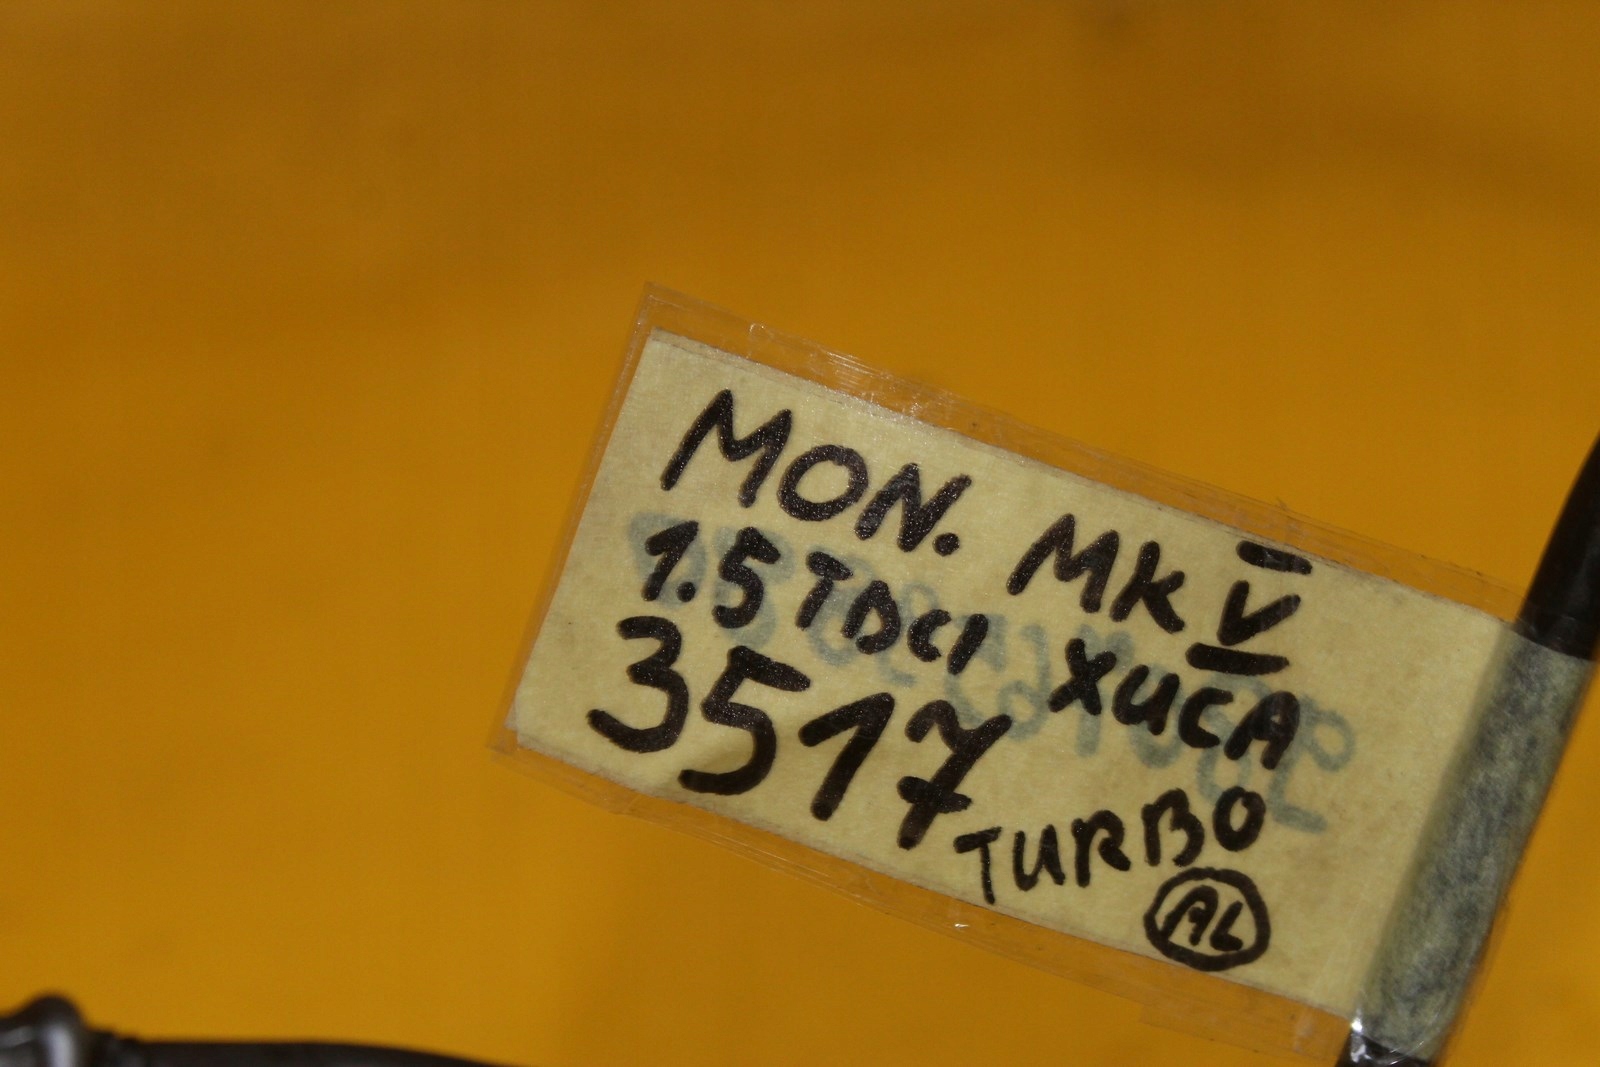 MON. MK V
1.5 TDCI XUCA
3517 TURBO
AL